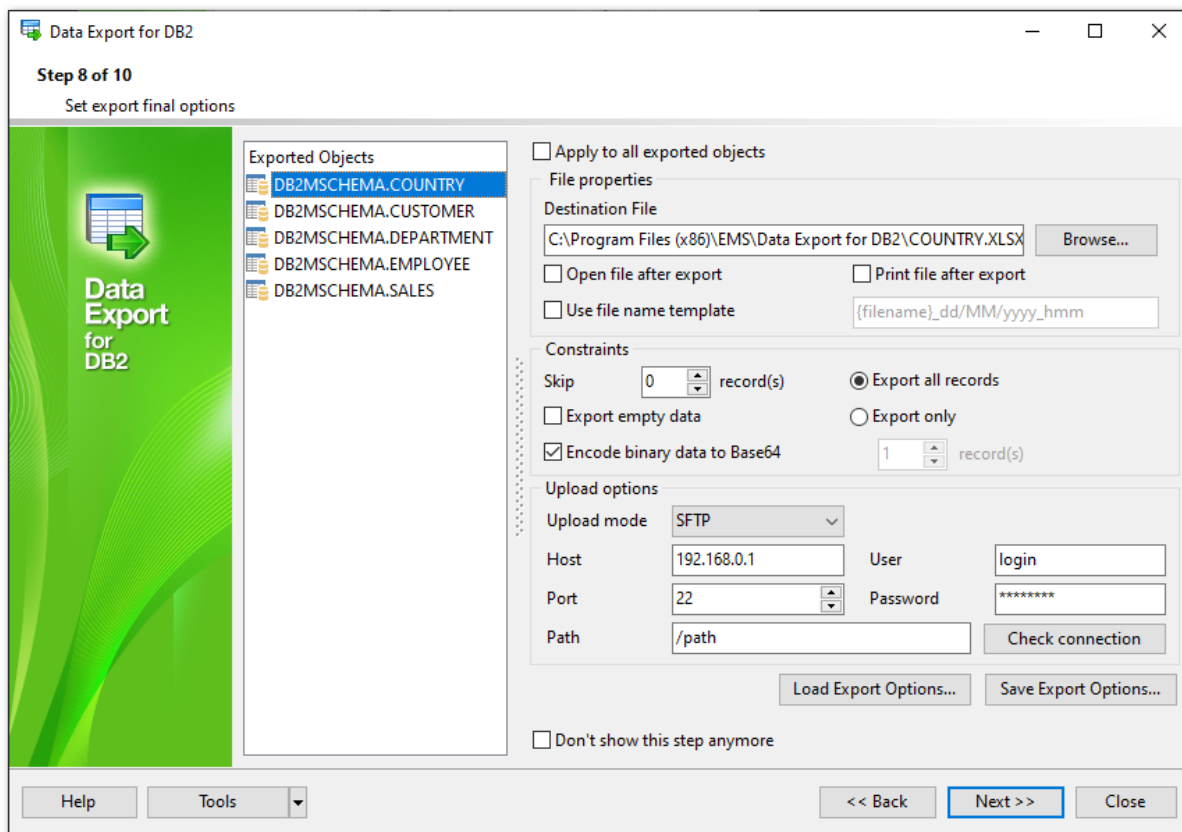 Data Export for DB2
Step 8 of 10
Set export final options
Data
Export
for
DB2
Exported Objects
DB2MSCHEMA.COUNTRY
DB2MSCHEMA.CUSTOMER
DB2MSCHEMA.DEPARTMENT
DB2MSCHEMA.EMPLOYEE
DB2MSCHEMA.SALES
Apply to all exported objects
File properties
Destination File
C:\Program Files (x86)\EMS\Data Export for DB2\COUNTRY.XLSX Browse...
Open file after export Print file after export
Use file name template {filename}_dd/MM/yyyy_hmm
Constraints
Skip 0 record(s) Export all records
Export empty data Export only
Encode binary data to Base64 1 record(s)
Upload options
Upload mode SFTP
Host 192.168.0.1 User login
Port 22 Password ********
Path /path Check connection
Load Export Options... Save Export Options...
Don't show this step anymore
Help Tools << Back Next >> Close